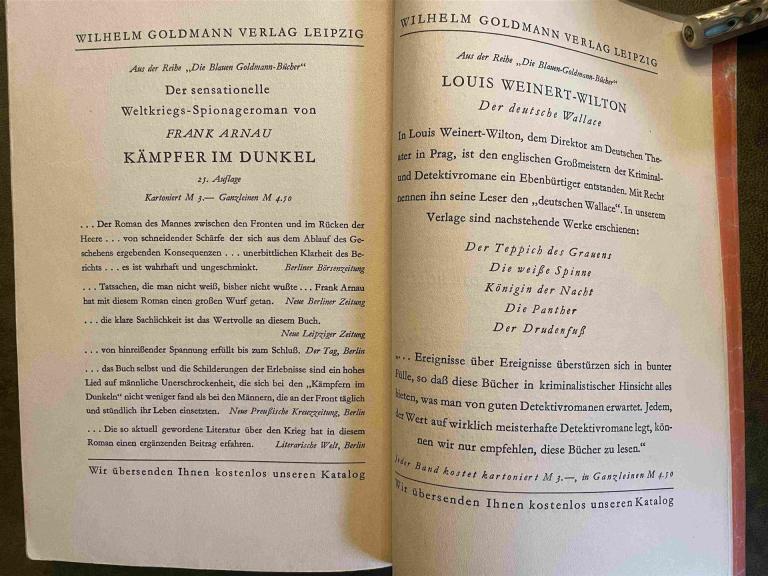 WILHELM GOLDMANN VERLAG LEIPZIG
Aus der Reihe „Die Blauen Goldmann-Bücher“
Der sensationelle
Weltkriegs-Spionageroman von
FRANK ARNAU
KÄMPFER IM DUNKEL
25. Auflage
Kartoniert M 3.— Ganzleinen M 4.50
. . . Der Roman des Mannes zwischen den Fronten und im Rücken der
Heere . . . von schneidender Schärfe der sich aus dem Ablauf des Ge-
schehens ergebenden Konsequenzen . . . unerbittlichen Klarheit des Be-
richts . . . es ist wahrhaft und ungeschminkt. Berliner Börsenzeitung
. . . Tatsachen, die man nicht weiß, bisher nicht wußte . . . Frank Arnau
hat mit diesem Roman einen großen Wurf getan. Neue Berliner Zeitung
. . . die klare Sachlichkeit ist das Wertvolle an diesem Buch.
Neue Leipziger Zeitung
. . . von hinreißender Spannung erfüllt bis zum Schluß. Der Tag, Berlin
. . . das Buch selbst und die Schilderungen der Erlebnisse sind ein hohes
Lied auf männliche Unerschrockenheit, die sich bei den „Kämpfern im
Dunkeln“ nicht weniger fand als bei den Männern, die an der Front täglich
und stündlich ihr Leben einsetzten. Neue Preußische Kreuzzeitung, Berlin
. . . Die so aktuell gewordene Literatur über den Krieg hat in diesem
Roman einen ergänzenden Beitrag erfahren. Literarische Welt, Berlin
Wir übersenden Ihnen kostenlos unseren Katalog
WILHELM GOLDMANN VERLAG LEIPZIG
Aus der Reihe „Die Blauen-Goldmann-Bücher“
LOUIS WEINERT-WILTON
Der deutsche Wallace
In Louis Weinert-Wilton, dem Direktor am Deutschen The-
ater in Prag, ist den englischen Großmeistern der Kriminal-
und Detektivromane ein Ebenbürtiger entstanden. Mit Recht
nennen ihn seine Leser den „deutschen Wallace“. In unserem
Verlage sind nachstehende Werke erschienen:
Der Teppich des Grauens
Die weiße Spinne
Königin der Nacht
Die Panther
Der Drudenfuß
„. . . Ereignisse über Ereignisse überstürzen sich in bunter
Fülle, so daß diese Bücher in kriminalistischer Hinsicht alles
bieten, was man von guten Detektivromanen erwartet. Jedem,
der Wert auf wirklich meisterhafte Detektivromane legt, kön-
nen wir nur empfehlen, diese Bücher zu lesen.“
Jeder Band kostet kartoniert M 3.—, in Ganzleinen M 4.50
Wir übersenden Ihnen kostenlos unseren Katalog